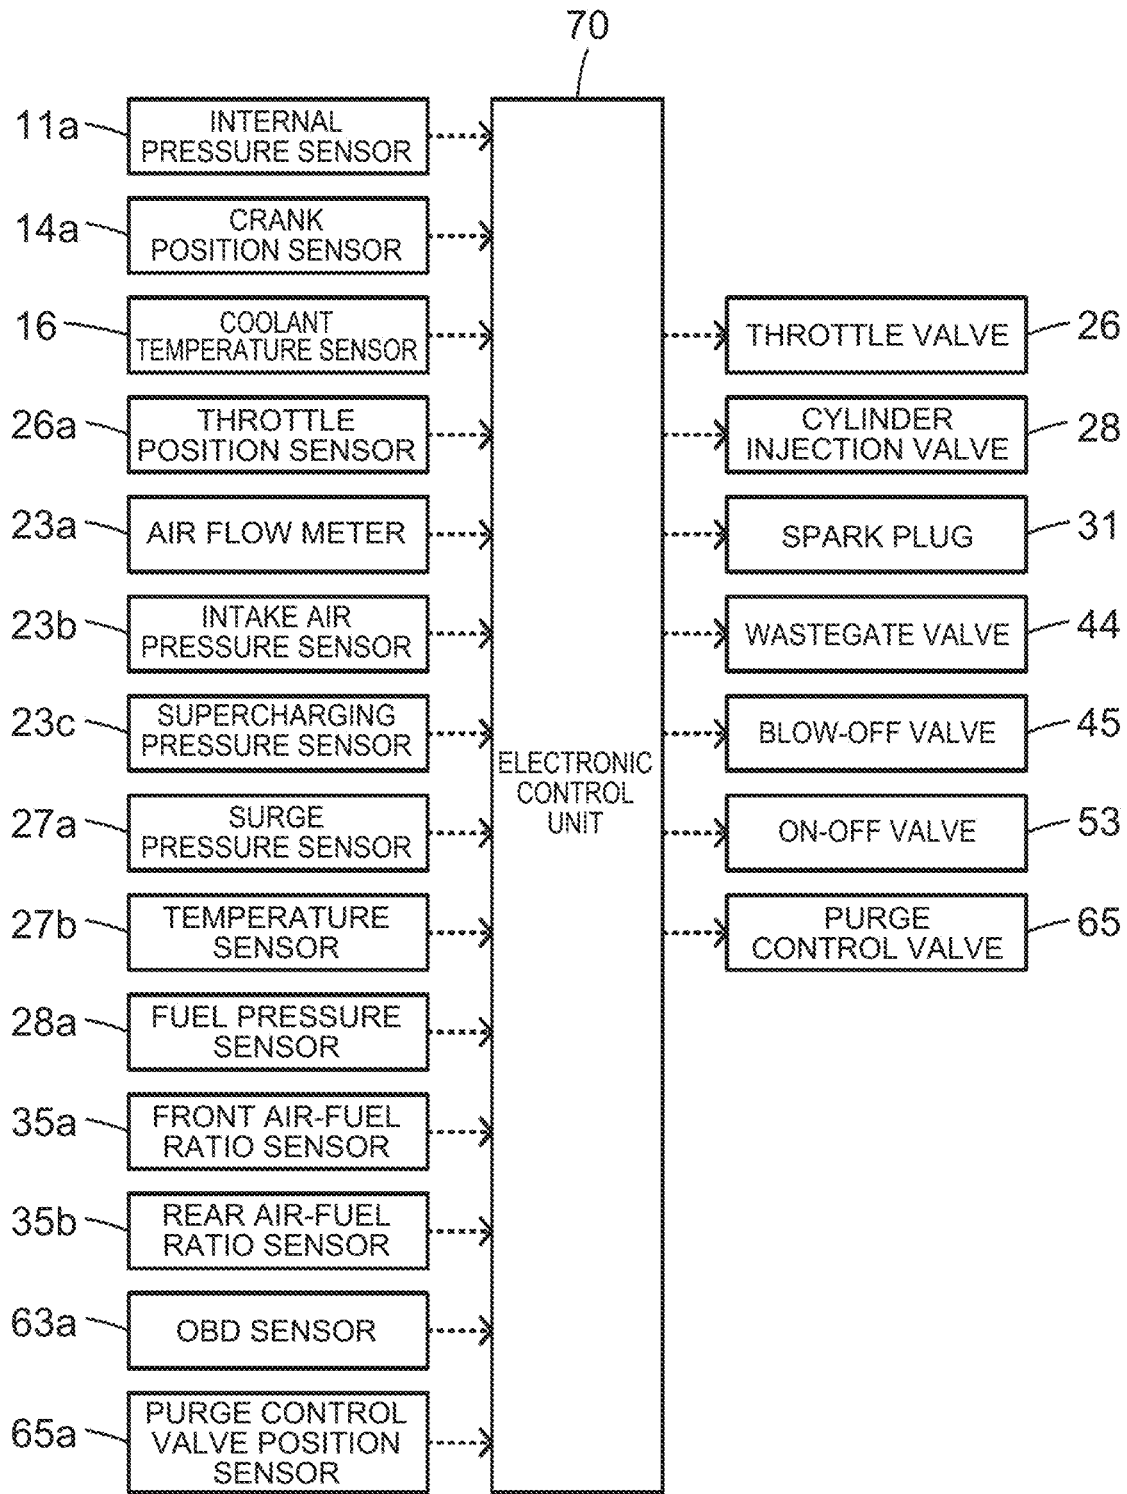 70
11a
INTERNAL
PRESSURE SENSOR
14a
CRANK
POSITION SENSOR
16
COOLANT
TEMPERATURE SENSOR
26a
THROTTLE
POSITION SENSOR
23a
AIR FLOW METER
23b
INTAKE AIR
PRESSURE SENSOR
23c
SUPERCHARGING
PRESSURE SENSOR
27a
SURGE
PRESSURE SENSOR
27b
TEMPERATURE
SENSOR
28a
FUEL PRESSURE
SENSOR
35a
FRONT AIR-FUEL
RATIO SENSOR
35b
REAR AIR-FUEL
RATIO SENSOR
63a
OBD SENSOR
65a
PURGE CONTROL
VALVE POSITION
SENSOR
ELECTRONIC
CONTROL
UNIT
THROTTLE VALVE
26
CYLINDER
INJECTION VALVE
28
SPARK PLUG
31
WASTEGATE VALVE
44
BLOW-OFF VALVE
45
ON-OFF VALVE
53
PURGE
CONTROL VALVE
65